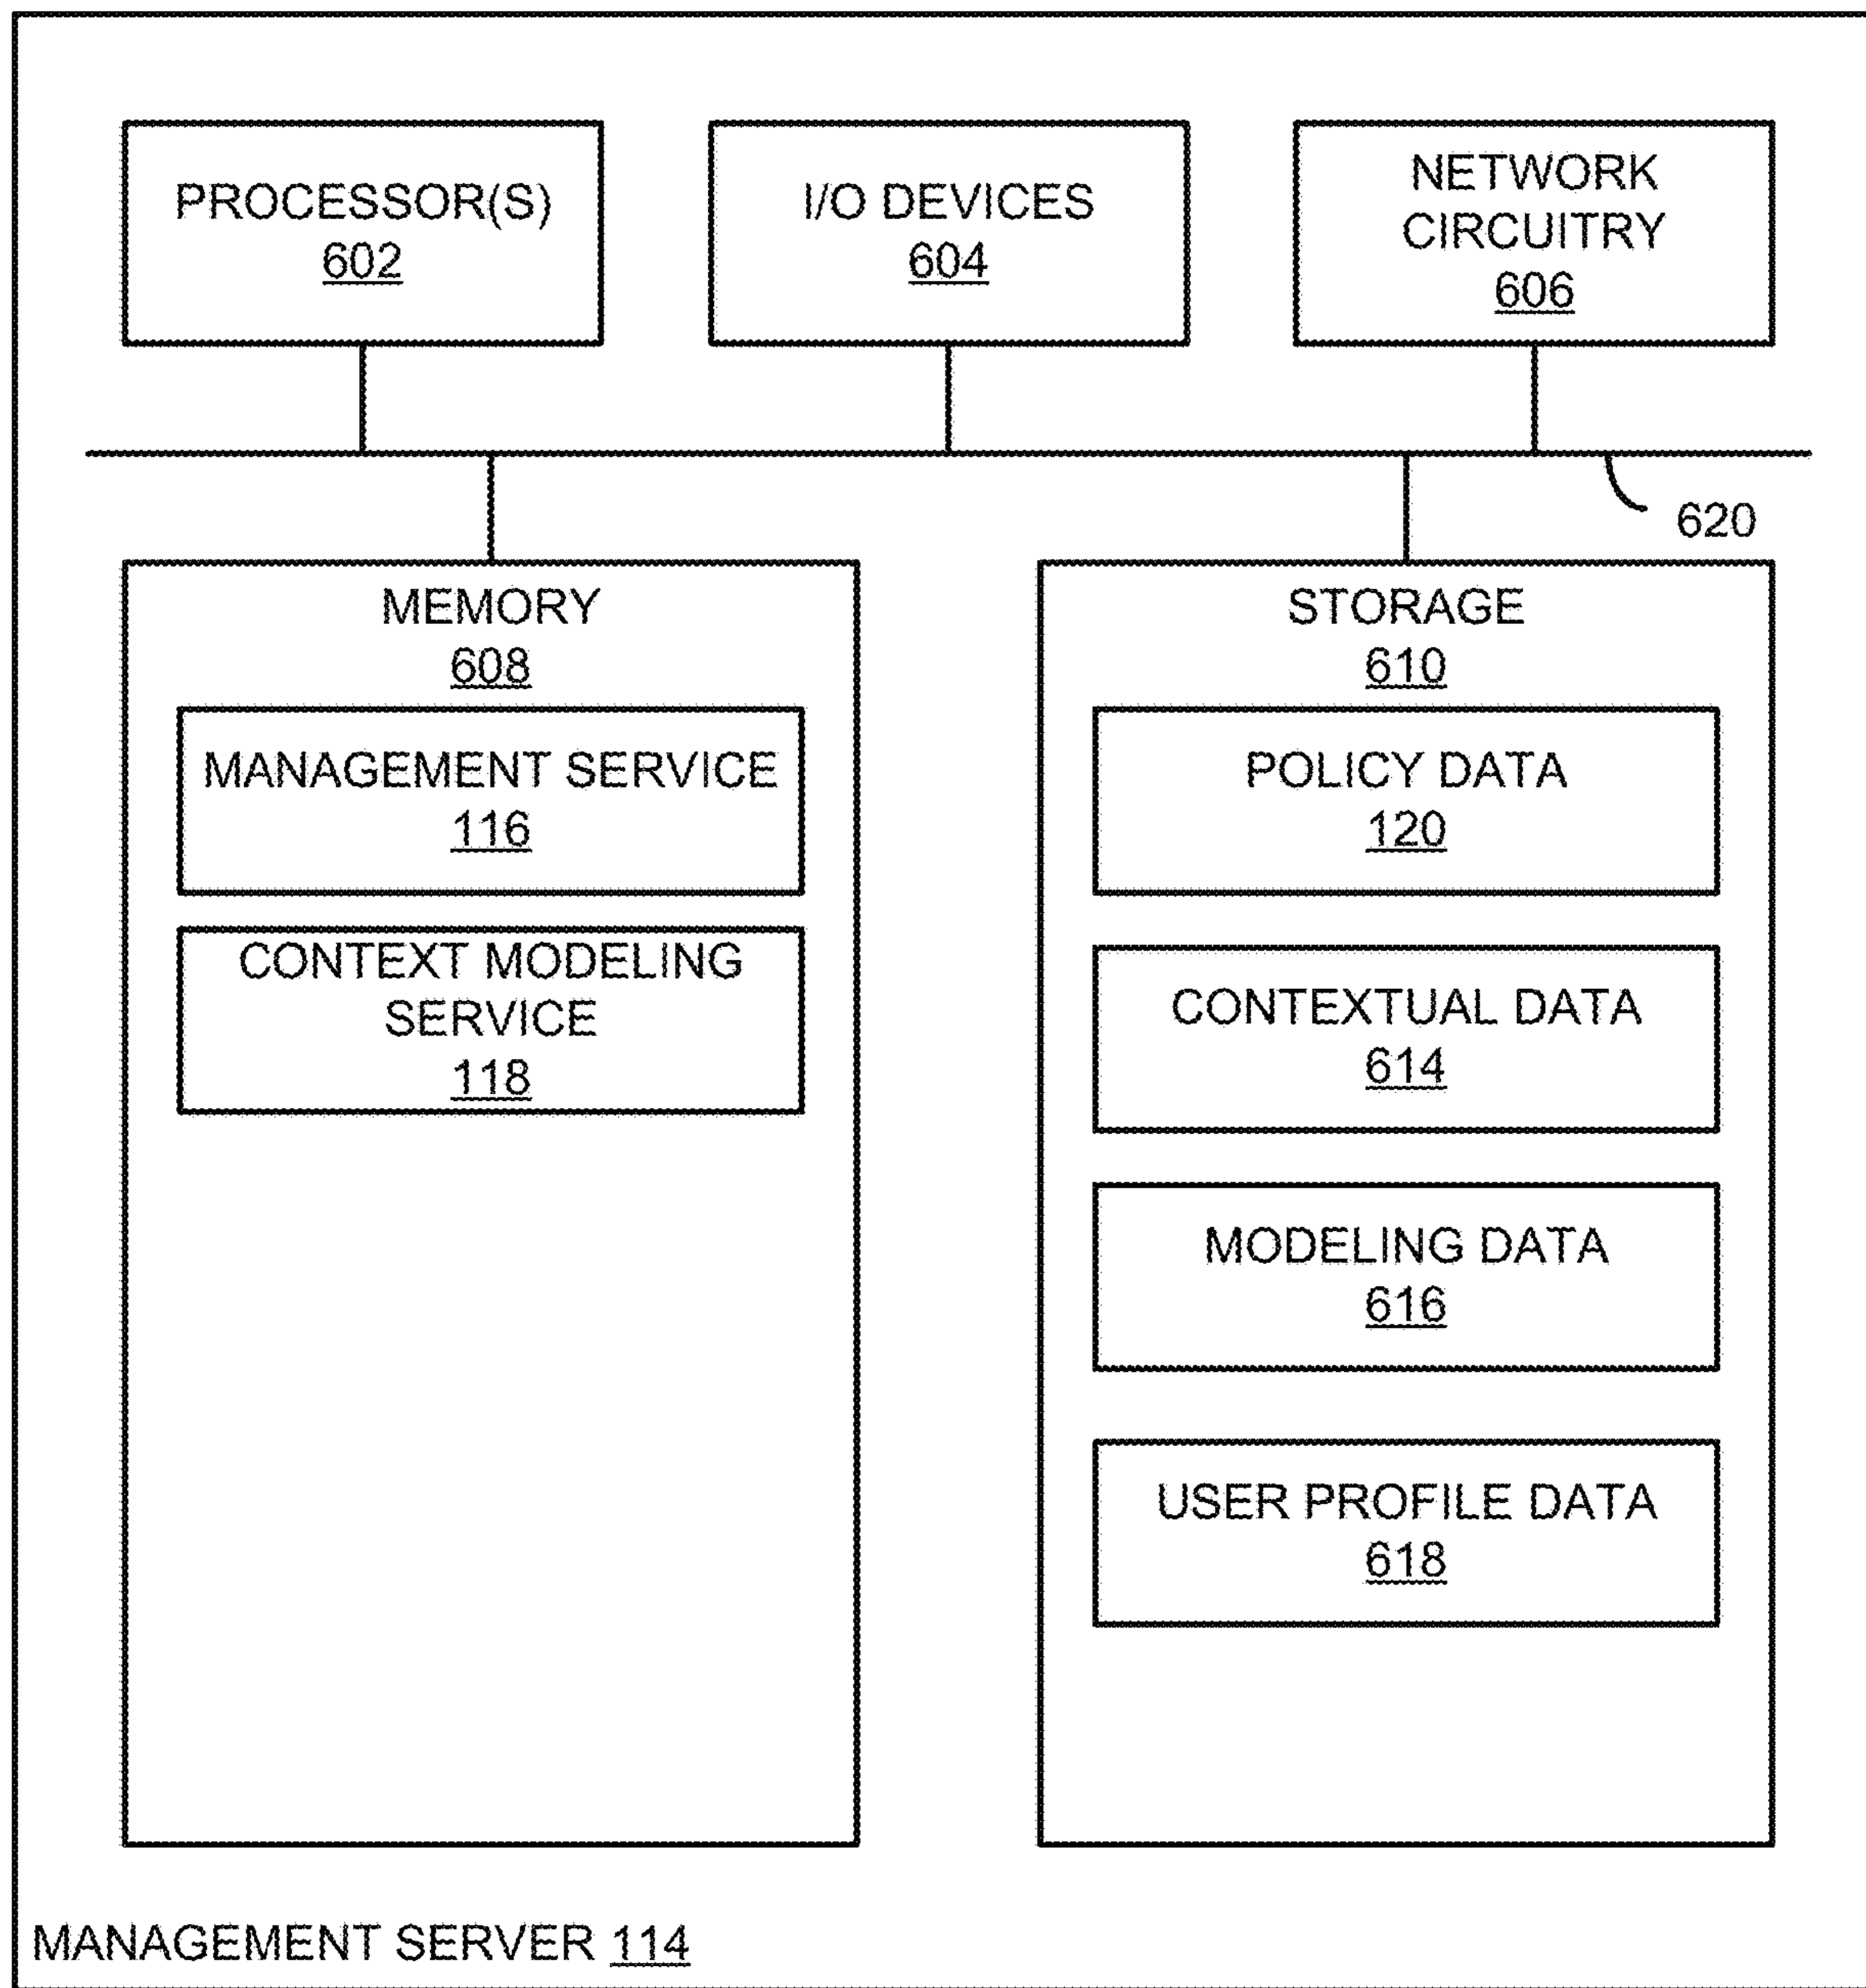 PROCESSOR(S)
602
I/O DEVICES
604
NETWORK
CIRCUITRY
606
620
MEMORY
608
MANAGEMENT SERVICE
116
CONTEXT MODELING
SERVICE
118
STORAGE
610
POLICY DATA
120
CONTEXTUAL DATA
614
MODELING DATA
616
USER PROFILE DATA
618
MANAGEMENT SERVER 114